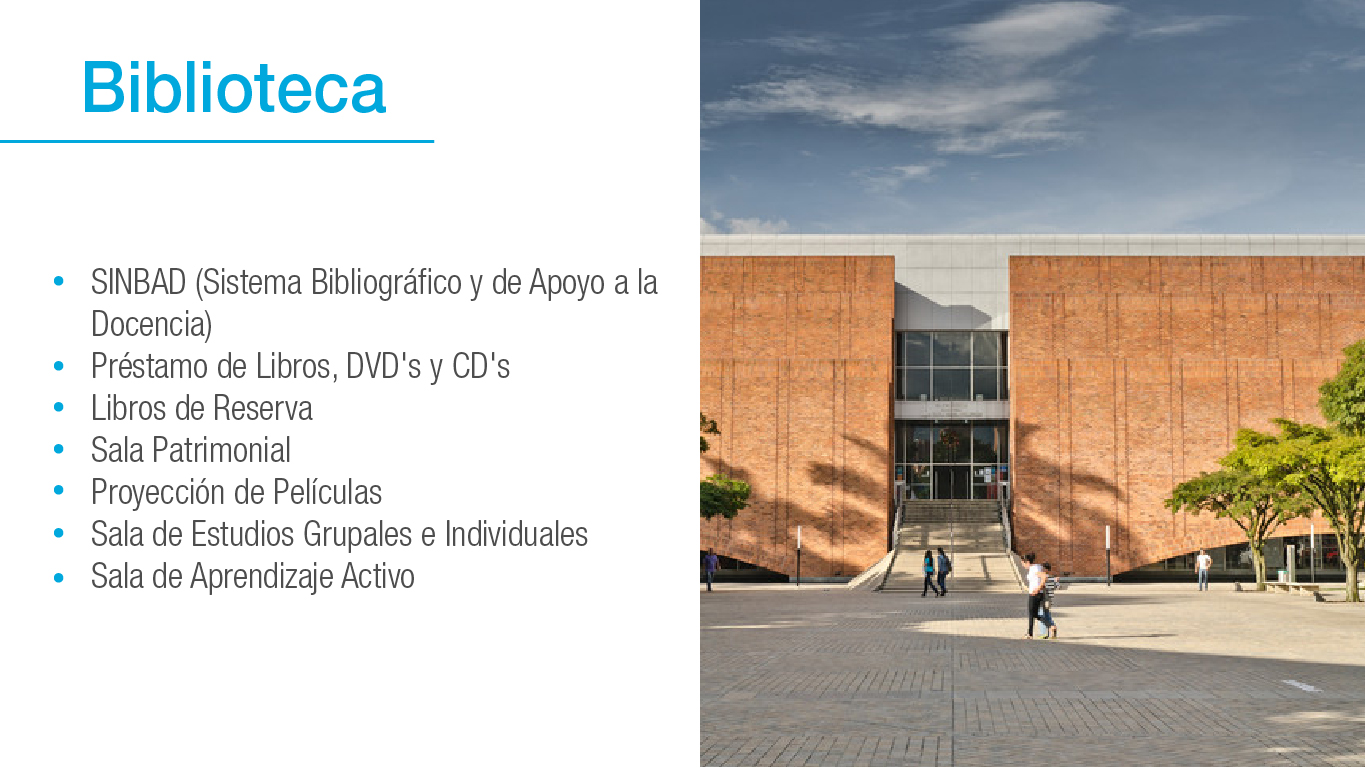 Biblioteca
• SINBAD (Sistema Bibliográfico y de Apoyo a la
Docencia)
• Préstamo de Libros, DVD's y CD's
• Libros de Reserva
• Sala Patrimonial
• Proyección de Películas
• Sala de Estudios Grupales e Individuales
• Sala de Aprendizaje Activo